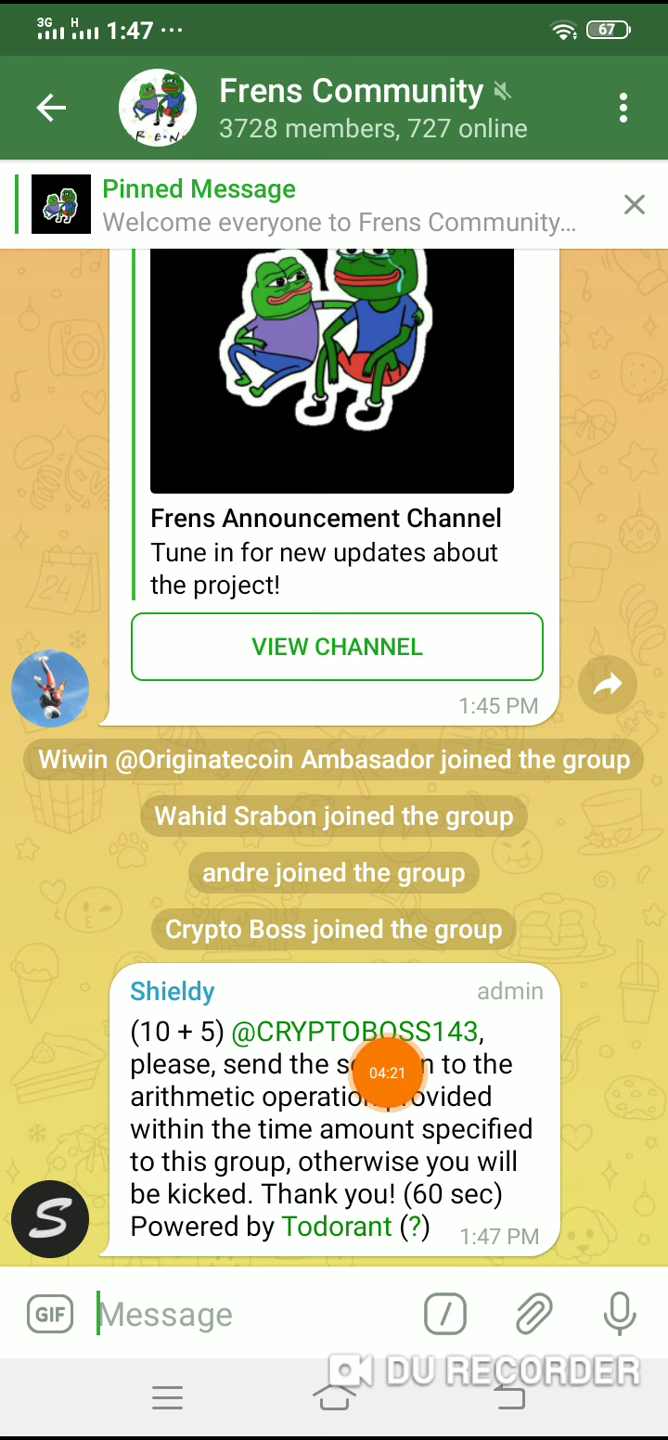 3G H 1:47 ... 67
Frens Community
3728 members, 727 online
F.R.E.N.
Pinned Message
Welcome everyone to Frens Community...
Frens Announcement Channel
Tune in for new updates about
the project!
VIEW CHANNEL
1:45 PM
Wiwin @Originatecoin Ambasador joined the group
Wahid Srabon joined the group
andre joined the group
Crypto Boss joined the group
Shieldy admin
(10 + 5) @CRYPTOBOSS143,
please, send the to the
04:21
arithmetic
within the time amount specified
to this group, otherwise you will
be kicked. Thank you! (60 sec)
Powered by Todorant (?) 1:47 PM
S
GIF Message /
DU RECORDER